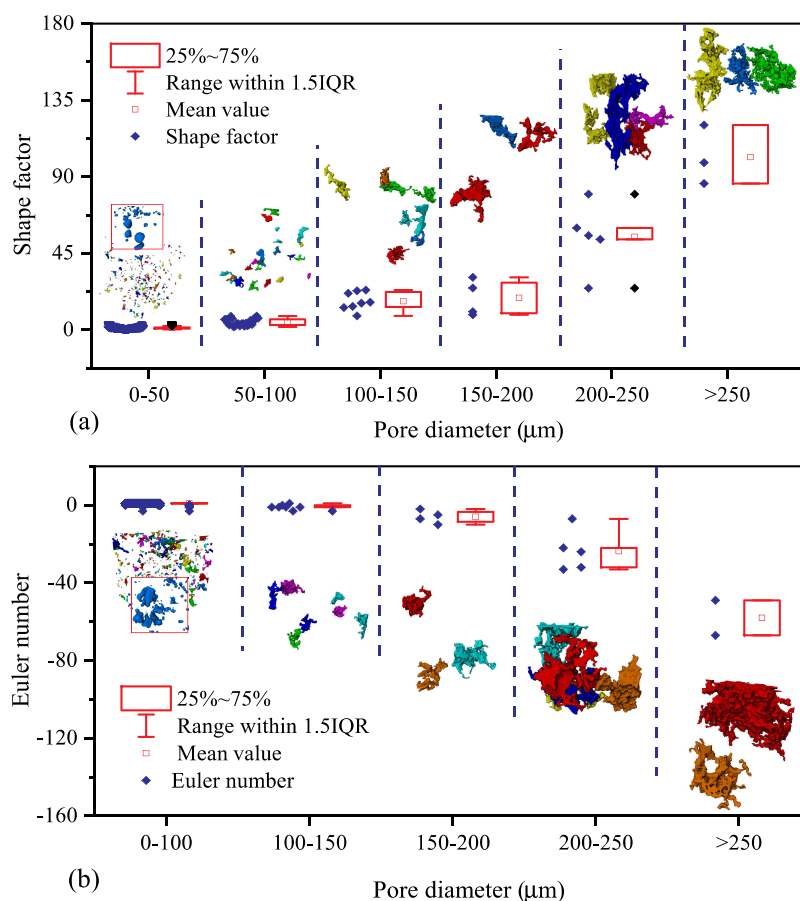 180
135
90
45
0
Shape factor
25%~75%
Range within 1.5IQR
Mean value
Shape factor
0-50 50-100 100-150 150-200 200-250 >250
(a)
Pore diameter (μm)
0
-40
-80
-120
-160
Euler number
25%~75%
Range within 1.5IQR
Mean value
Euler number
0-100 100-150 150-200 200-250 >250
(b)
Pore diameter (μm)